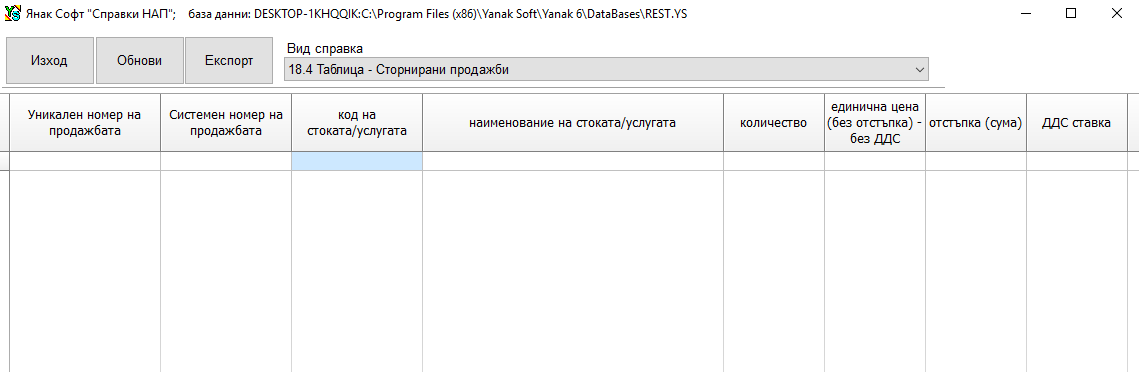 Янак Софт "Справки НАП";    база данни: DESKTOP-1KHQQIK:C:\Program Files (x86)\Yanak Soft\Yanak 6\DataBases\REST.YS
Изход
Обнови
Експорт
Вид справка
18.4 Таблица - Сторнирани продажби
Уникален номер на
продажбата
Системен номер на
продажбата
код на
стоката/услугата
наименование на стоката/услугата
количество
единична цена
(без отстъпка) -
без ДДС
отстъпка (сума)
ДДС ставка